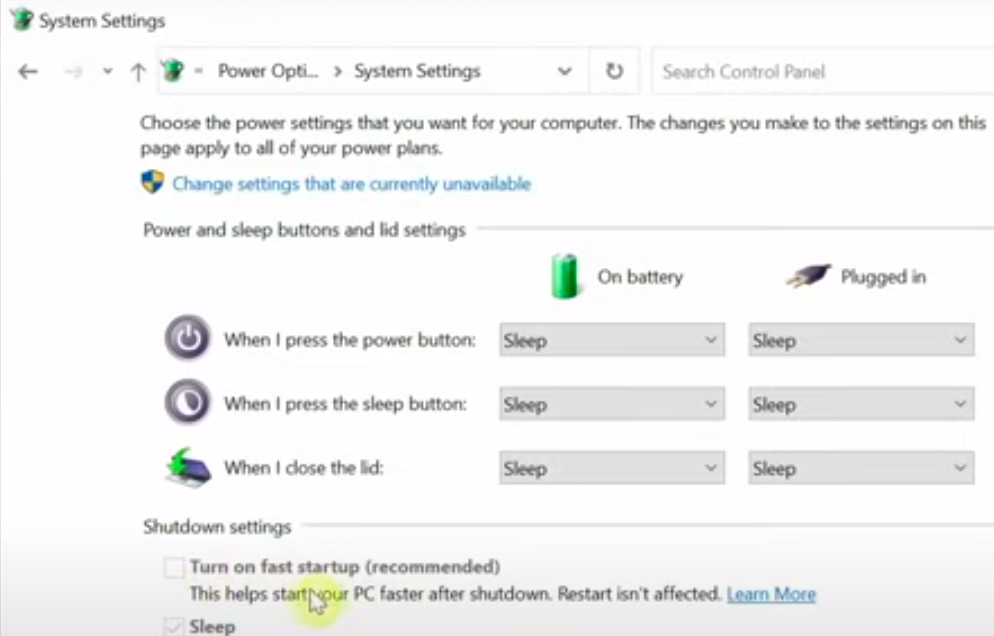 System Settings
« Power Opti... > System Settings
Search Control Panel
Choose the power settings that you want for your computer. The changes you make to the settings on this
page apply to all of your power plans.
Change settings that are currently unavailable
Power and sleep buttons and lid settings
On battery
Plugged in
When I press the power button: Sleep Sleep
When I press the sleep button: Sleep Sleep
When I close the lid: Sleep Sleep
Shutdown settings
Turn on fast startup (recommended)
This helps start your PC faster after shutdown. Restart isn't affected. Learn More
Sleep